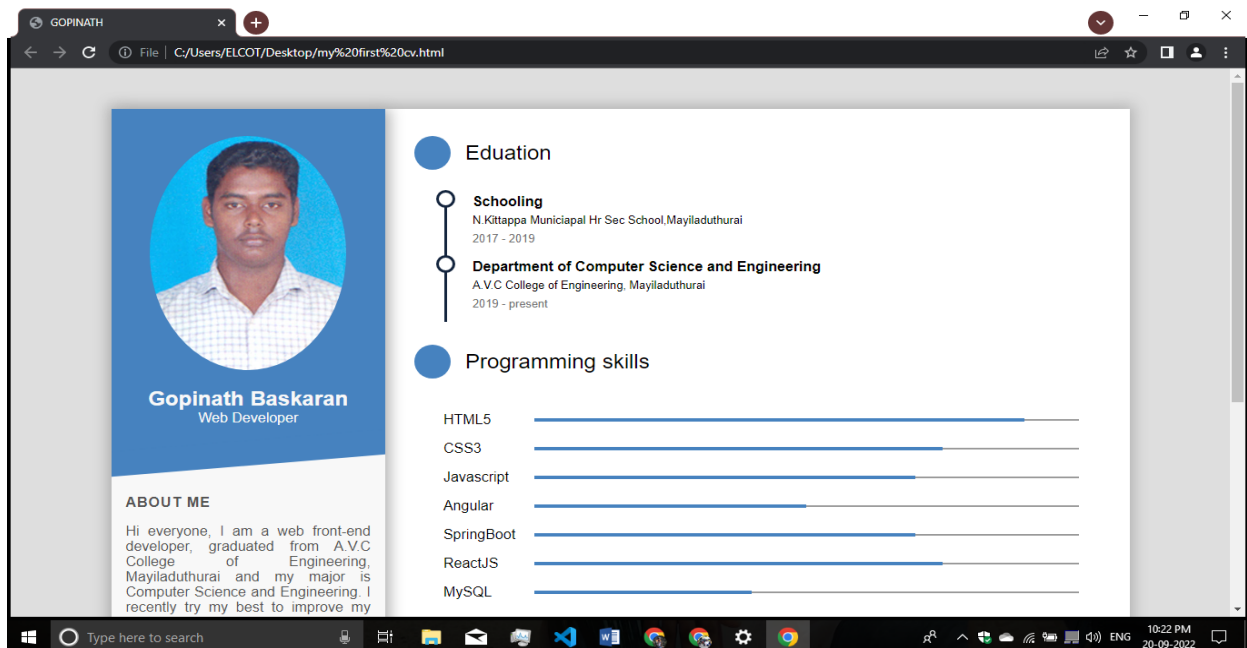 GOPINATH
File | C:/Users/ELCOT/Desktop/my%20first%20cv.html
Gopinath Baskaran
Web Developer
ABOUT ME
Hi everyone, I am a web front-end
developer, graduated from A.V.C
College of Engineering,
Mayiladuthurai and my major is
Computer Science and Engineering. I
recently try my best to improve my
Eduation
Schooling
N.Kittappa Municiapal Hr Sec School,Mayiladuthurai
2017 - 2019
Department of Computer Science and Engineering
A.V.C College of Engineering, Mayiladuthurai
2019 - present
Programming skills
HTML5
CSS3
Javascript
Angular
SpringBoot
ReactJS
MySQL
Type here to search
ENG
10:22 PM
20-09-2022